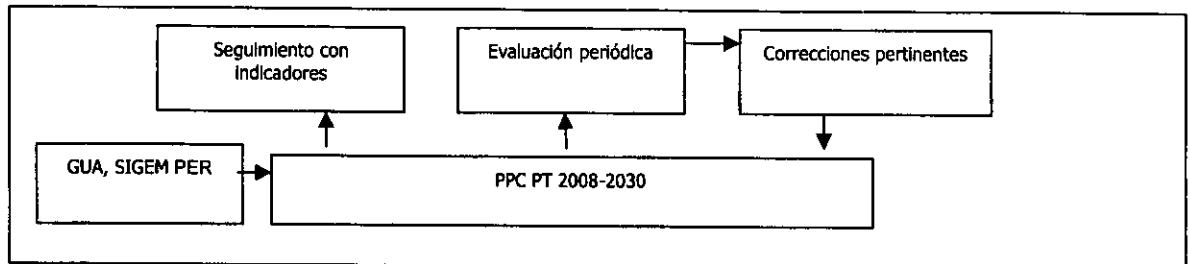 Seguimiento con
indicadores
Evaluación periódica
Correcciones pertinentes
GUA, SIGEM PER
PPC PT 2008-2030